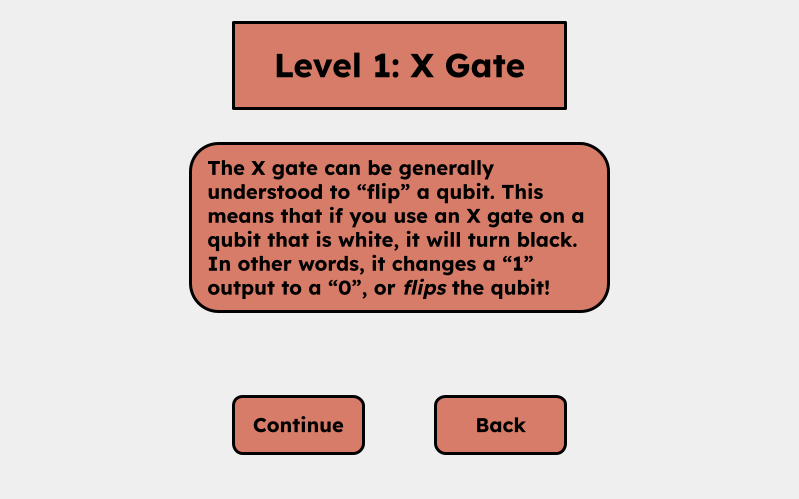 Level 1: X Gate
The X gate can be generally
understood to “flip” a qubit. This
means that if you use an X gate on a
qubit that is white, it will turn black.
In other words, it changes a “1”
output to a “0”, or flips the qubit!
Continue
Back